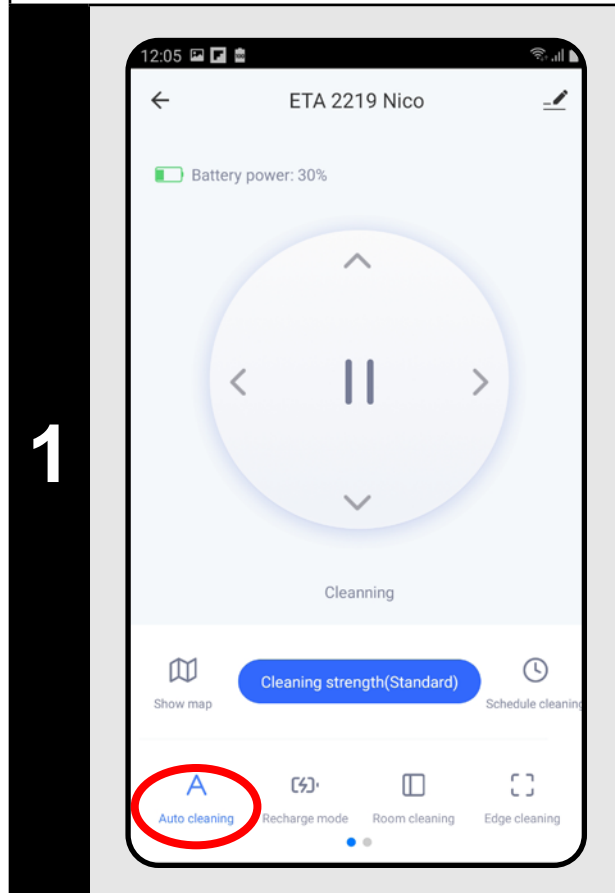 1
12:05
ETA 2219 Nico
Battery power: 30%
Cleanning
Show map
Cleaning strength(Standard)
Schedule cleaning
Auto cleaning
Recharge mode
Room cleaning
Edge cleaning